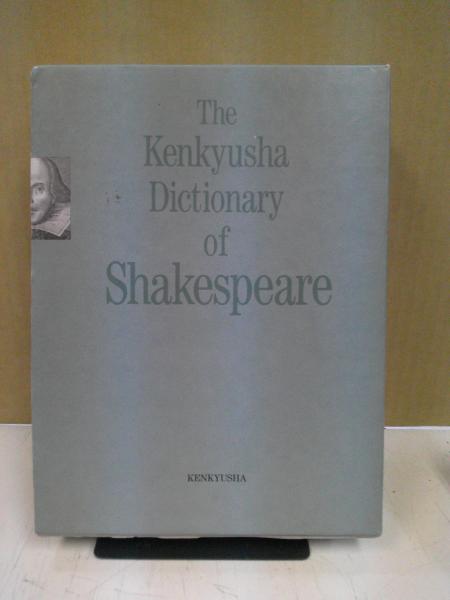 The
Kenkyusha
Dictionary
of
Shakespeare
KENKYUSHA